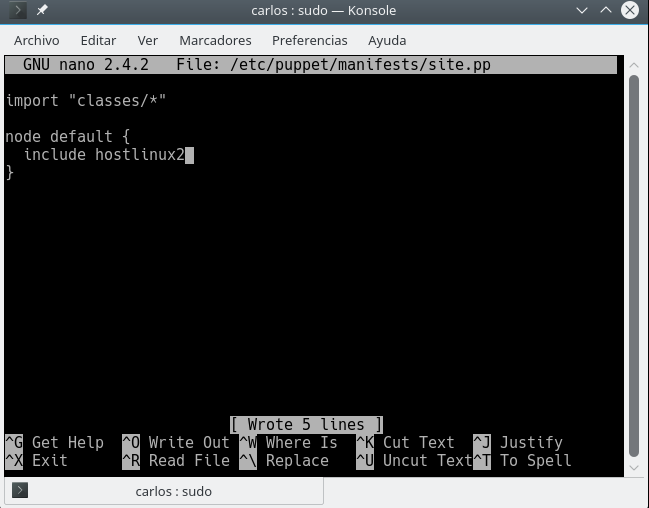 carlos : sudo — Konsole
Archivo Editar Ver Marcadores Preferencias Ayuda
GNU nano 2.4.2 File: /etc/puppet/manifests/site.pp
import "classes/*"
node default {
  include hostlinux2
}
[ Wrote 5 lines ]
^G Get Help ^O Write Out ^W Where Is ^K Cut Text ^J Justify
^X Exit ^R Read File ^\ Replace ^U Uncut Text ^T To Spell
carlos : sudo